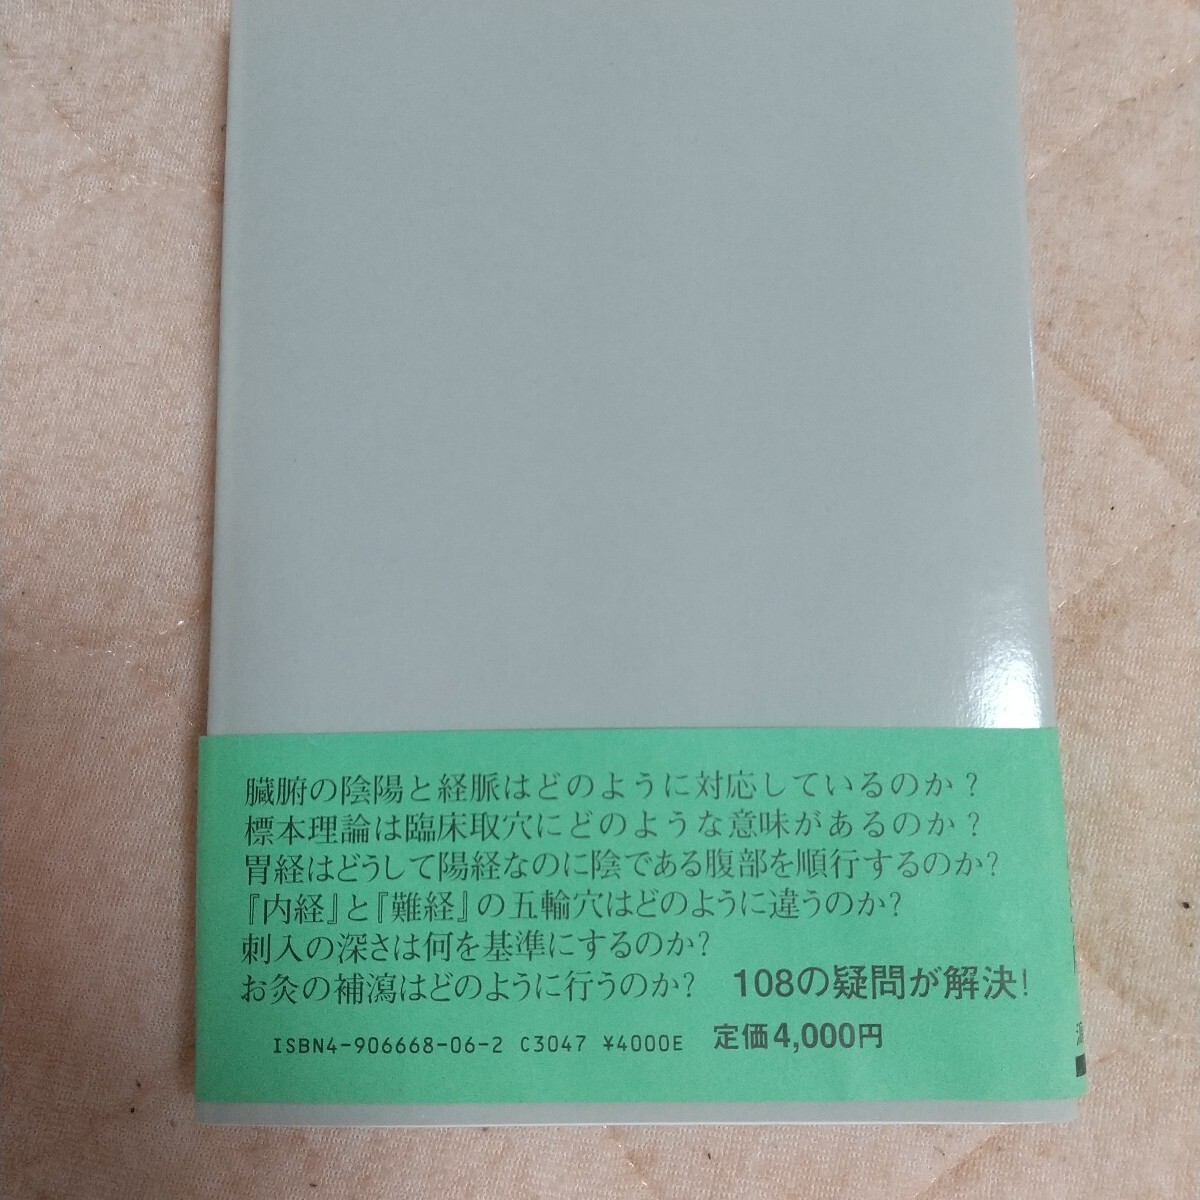 臓腑の陰陽と経脈はどのように対応しているのか?
標本理論は臨床取穴にどのような意味があるのか?
胃経はどうして陽経なのに陰である腹部を順行するのか?
『内経』と『難経』の五輸穴はどのように違うのか?
刺入の深さは何を基準にするのか?
お灸の補瀉はどのように行うのか?
108の疑問が解決!
ISBN4-906668-06-2 C3047 ¥4000E
定価4,000円